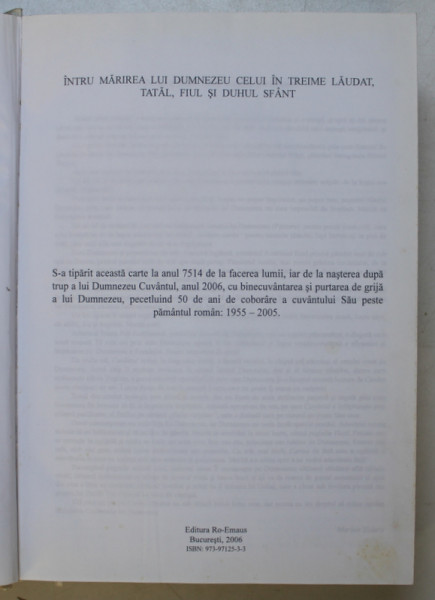 ÎNTRU MĂRIREA LUI DUMNEZEU CELUI ÎN TREIME LĂUDAT,
TATĂL, FIUL ŞI DUHUL SFÂNT
S-a tipărit această carte la anul 7514 de la facerea lumii, iar de la naşterea după
trup a lui Dumnezeu Cuvântul, anul 2006, cu binecuvântarea şi purtarea de grijă
a lui Dumnezeu, pecetluind 50 de ani de coborâre a cuvântului Său peste
pământul român: 1955 – 2005.
Editura Ro-Emaus
Bucureşti, 2006
ISBN: 973-97125-3-3